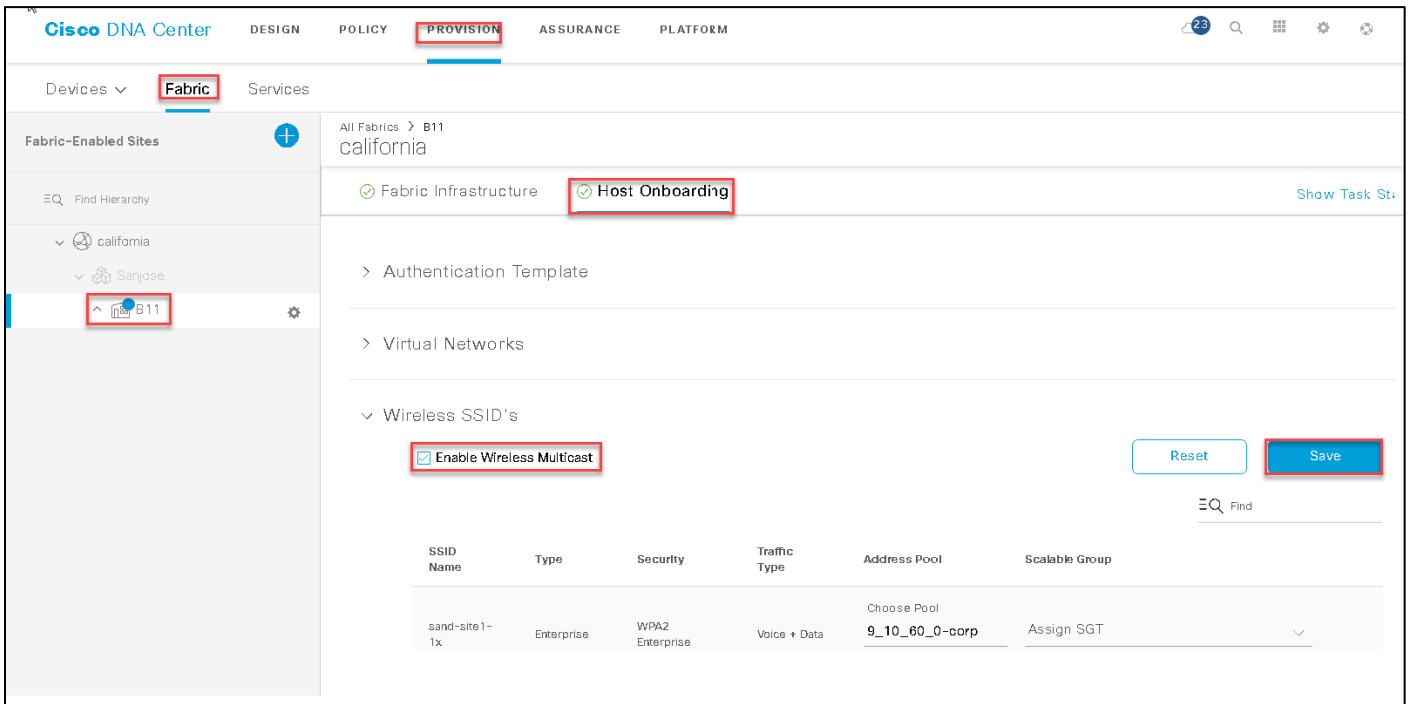 Cisco DNA Center DESIGN POLICY PROVISION ASSURANCE PLATFORM 23
Devices Fabric Services
Fabric-Enabled Sites
All Fabrics > B11
california
Find Hierarchy
Fabric Infrastructure Host Onboarding Show Task Sta
california
Sanjose
B11
> Authentication Template
> Virtual Networks
Wireless SSID's
Enable Wireless Multicast Reset Save
Find
SSID Name Type Security Traffic Type Address Pool Scalable Group
Choose Pool
sand-site1-1x Enterprise WPA2 Enterprise Voice + Data 9_10_60_0-corp Assign SGT